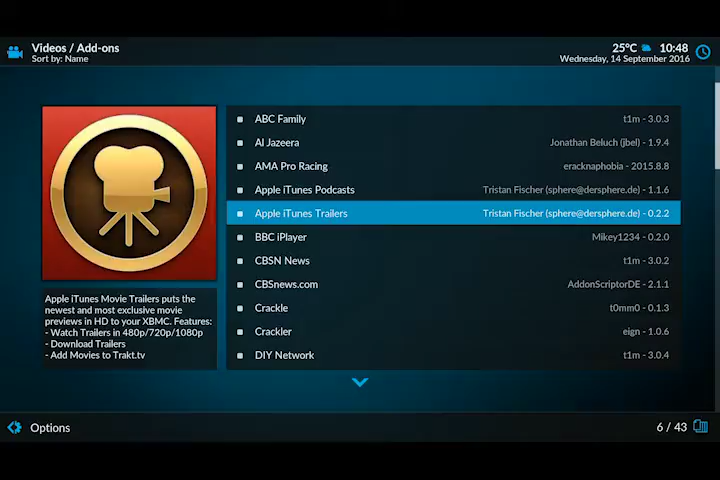 Videos / Add-ons
Sort by: Name
25°C 10:48
Wednesday, 14 September 2016
ABC Family t1m - 3.0.3
Al Jazeera Jonathan Beluch (jbel) - 1.9.4
AMA Pro Racing eracknaphobia - 2015.8.8
Apple iTunes Podcasts Tristan Fischer (sphere@dersphere.de) - 1.1.6
Apple iTunes Trailers Tristan Fischer (sphere@dersphere.de) - 0.2.2
BBC iPlayer Mikey1234 - 0.2.0
CBSN News t1m - 3.0.2
CBSnews.com AddonScriptorDE - 2.1.1
Crackle t0mm0 - 0.1.3
Crackler eign - 1.0.6
DIY Network t1m - 3.0.4
Apple iTunes Movie Trailers puts the
newest and most exclusive movie
previews in HD to your XBMC. Features:
- Watch Trailers in 480p/720p/1080p
- Download Trailers
- Add Movies to Trakt.tv
Options
6 / 43